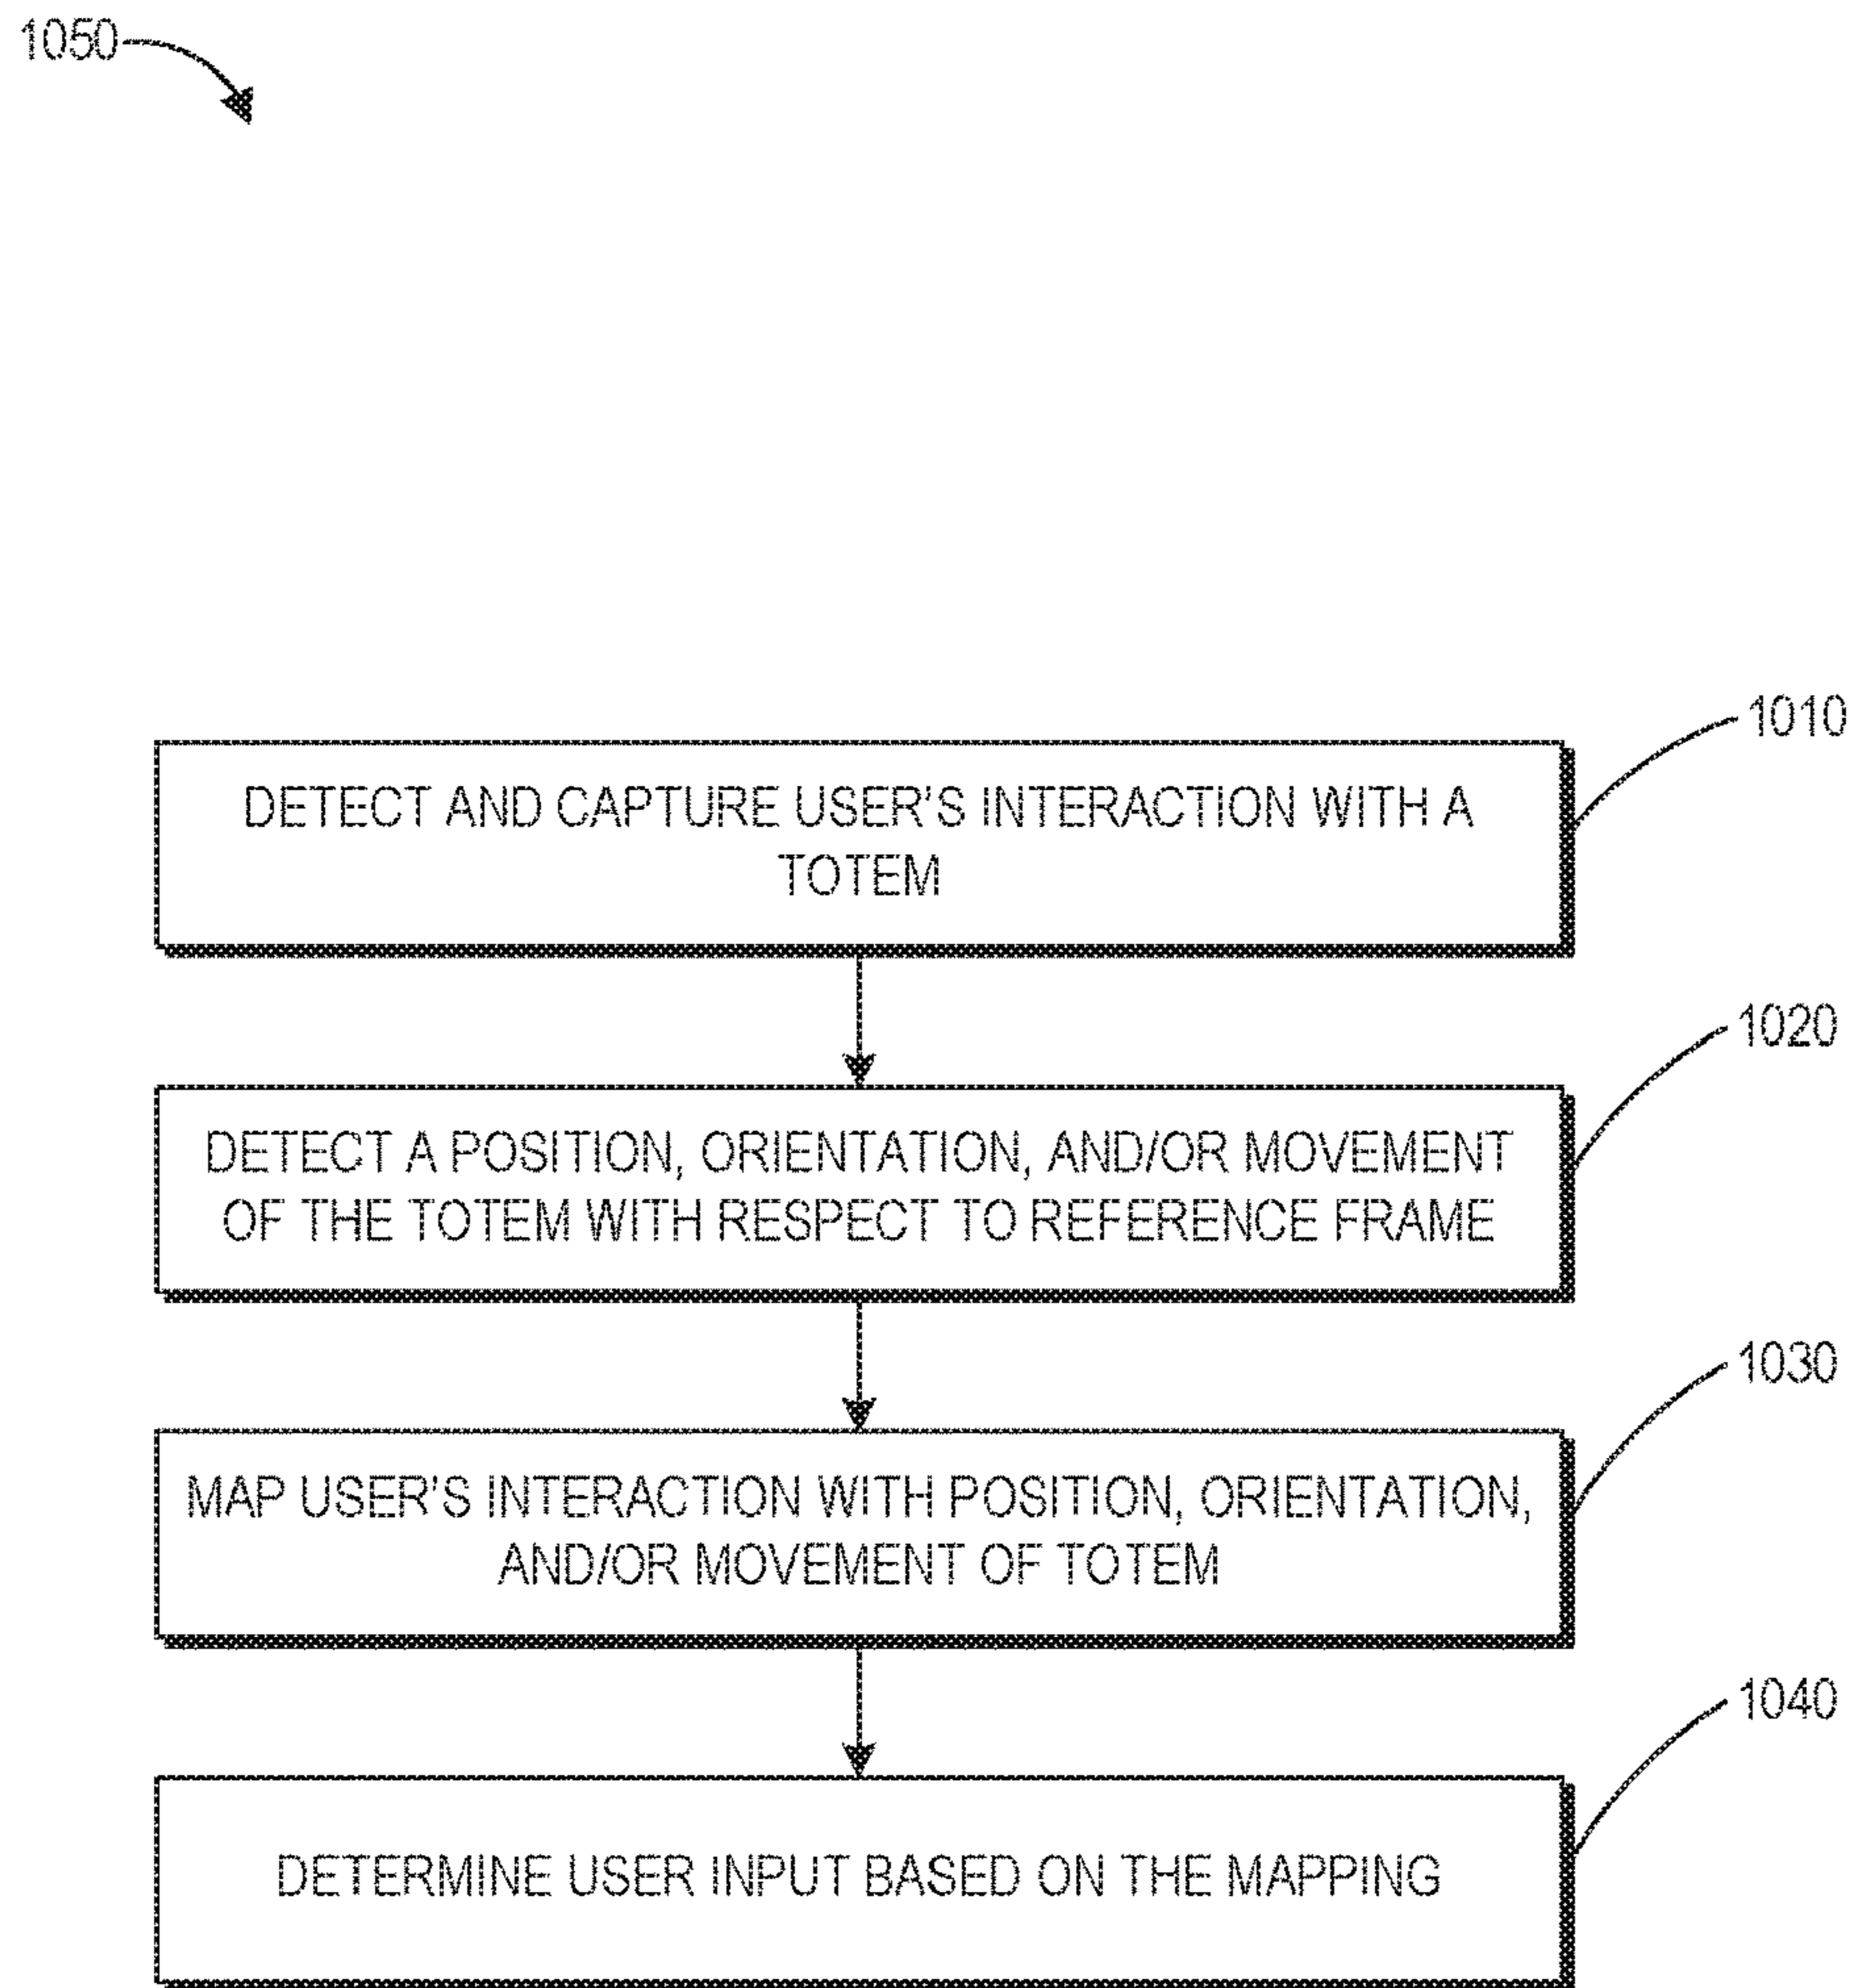 1050
1010
DETECT AND CAPTURE USER'S INTERACTION WITH A
TOTEM
1020
DETECT A POSITION, ORIENTATION, AND/OR MOVEMENT
OF THE TOTEM WITH RESPECT TO REFERENCE FRAME
1030
MAP USER'S INTERACTION WITH POSITION, ORIENTATION,
AND/OR MOVEMENT OF TOTEM
1040
DETERMINE USER INPUT BASED ON THE MAPPING